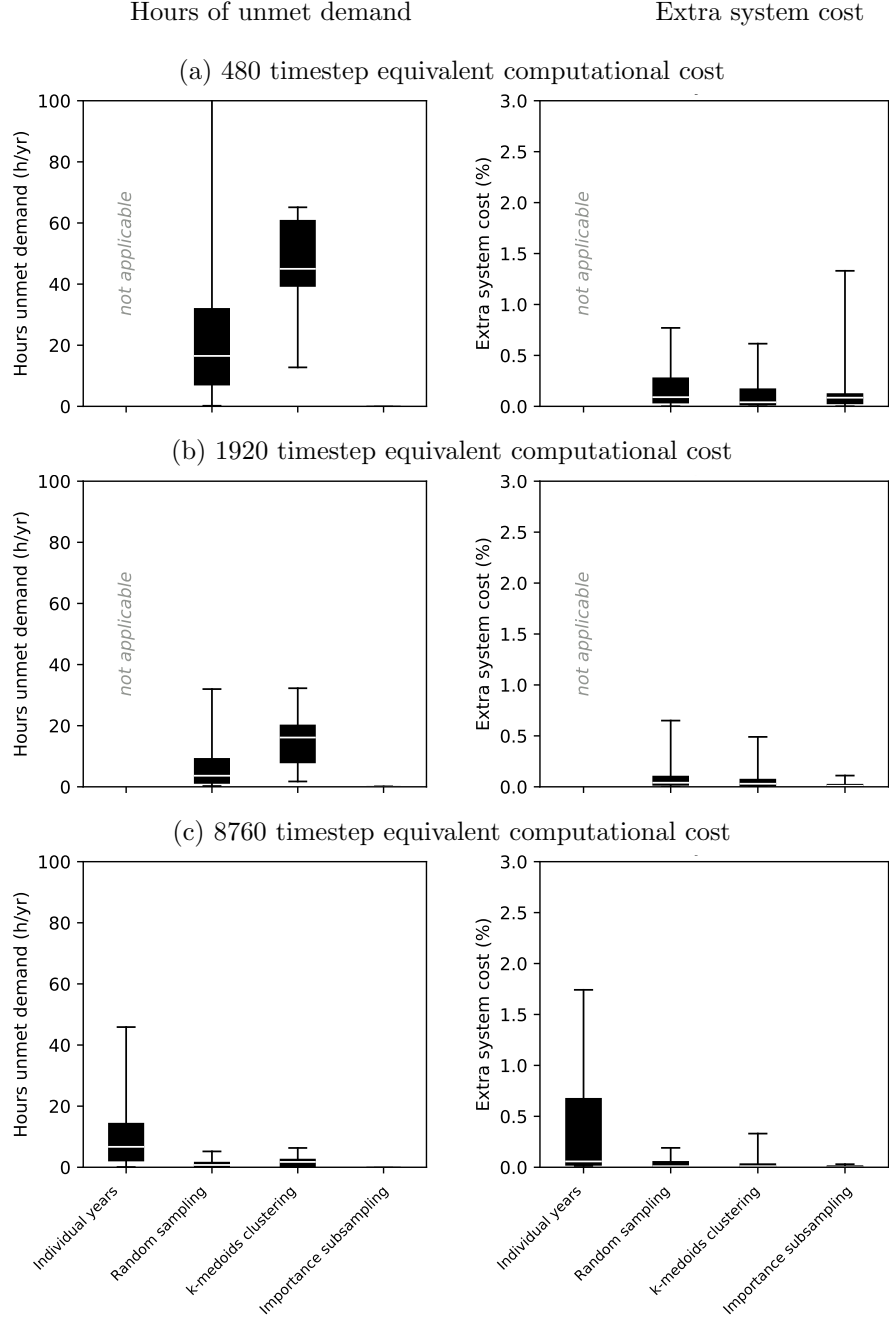 Hours of unmet demand
Extra system cost
(a) 480 timestep equivalent computational cost
Hours unmet demand (h/yr)
100
80
60
40
20
0
not applicable
Extra system cost (%)
3.0
2.5
2.0
1.5
1.0
0.5
0.0
not applicable
(b) 1920 timestep equivalent computational cost
Hours unmet demand (h/yr)
100
80
60
40
20
0
not applicable
Extra system cost (%)
3.0
2.5
2.0
1.5
1.0
0.5
0.0
not applicable
(c) 8760 timestep equivalent computational cost
Hours unmet demand (h/yr)
100
80
60
40
20
0
Extra system cost (%)
3.0
2.5
2.0
1.5
1.0
0.5
0.0
Individual years
Random sampling
k-medoids clustering
Importance subsampling
Individual years
Random sampling
k-medoids clustering
Importance subsampling